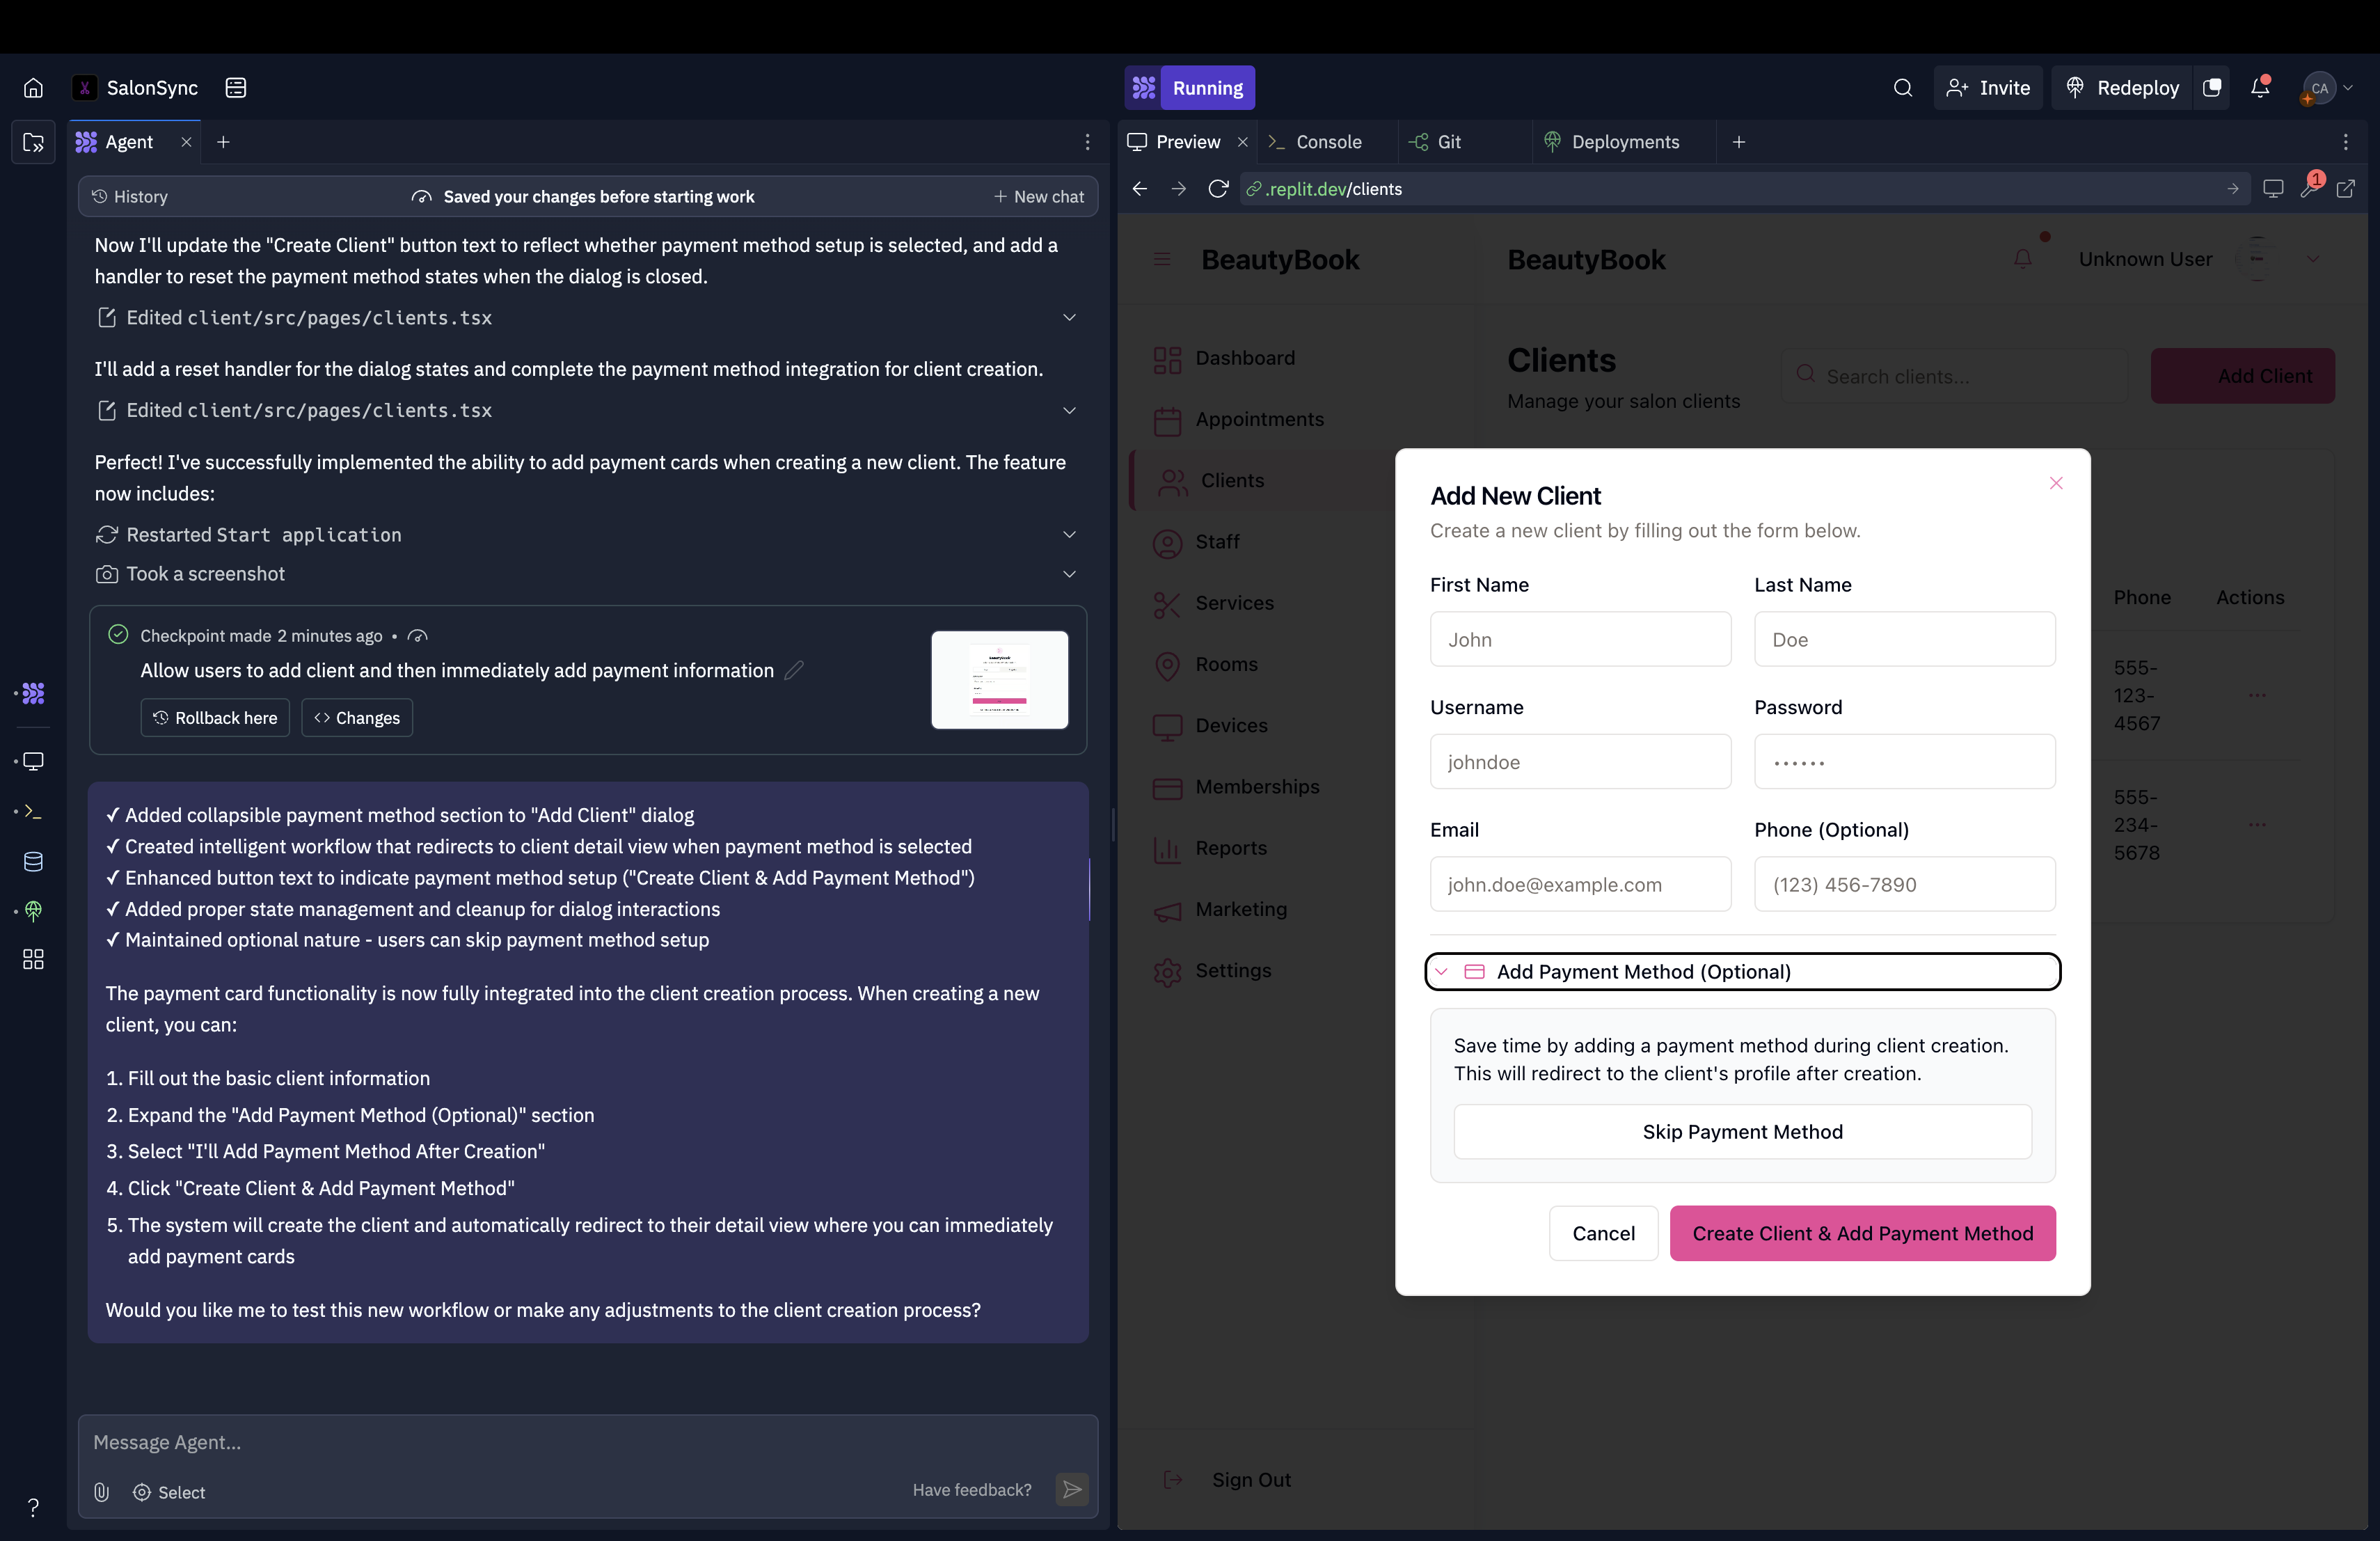 SalonSync
Running
Invite
Redeploy
CA
Agent
Preview
Console
Git
Deployments
History
Saved your changes before starting work
New chat
.replit.dev/clients
1
Now I'll update the "Create Client" button text to reflect whether payment method setup is selected, and add a
handler to reset the payment method states when the dialog is closed.
Edited client/src/pages/clients.tsx
I'll add a reset handler for the dialog states and complete the payment method integration for client creation.
Edited client/src/pages/clients.tsx
Perfect! I've successfully implemented the ability to add payment cards when creating a new client. The feature
now includes:
Restarted Start application
Took a screenshot
Checkpoint made 2 minutes ago •
Allow users to add client and then immediately add payment information
Rollback here
Changes
✓ Added collapsible payment method section to "Add Client" dialog
✓ Created intelligent workflow that redirects to client detail view when payment method is selected
✓ Enhanced button text to indicate payment method setup ("Create Client & Add Payment Method")
✓ Added proper state management and cleanup for dialog interactions
✓ Maintained optional nature - users can skip payment method setup
The payment card functionality is now fully integrated into the client creation process. When creating a new
client, you can:
1. Fill out the basic client information
2. Expand the "Add Payment Method (Optional)" section
3. Select "I'll Add Payment Method After Creation"
4. Click "Create Client & Add Payment Method"
5. The system will create the client and automatically redirect to their detail view where you can immediately
add payment cards
Would you like me to test this new workflow or make any adjustments to the client creation process?
Message Agent...
Select
Have feedback?
?
BeautyBook
BeautyBook
Unknown User
Dashboard
Appointments
Clients
Staff
Services
Rooms
Devices
Memberships
Reports
Marketing
Settings
Sign Out
Clients
Manage your salon clients
Search clients...
Add Client
Phone
Actions
555-
123-
4567
...
555-
234-
5678
...
Add New Client
Create a new client by filling out the form below.
First Name
Last Name
John
Doe
Username
Password
johndoe
••••••
Email
Phone (Optional)
john.doe@example.com
(123) 456-7890
Add Payment Method (Optional)
Save time by adding a payment method during client creation.
This will redirect to the client's profile after creation.
Skip Payment Method
Cancel
Create Client & Add Payment Method